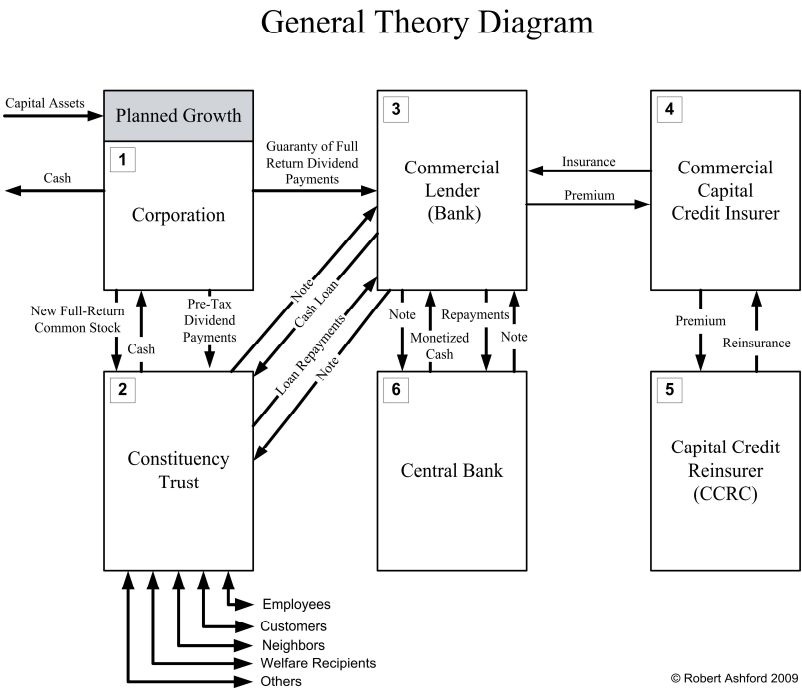 General Theory Diagram
Capital Assets
Planned Growth
1
Cash
Corporation
Guaranty of Full
Return Dividend
Payments
3
Commercial
Lender
(Bank)
Insurance
Premium
4
Commercial
Capital
Credit Insurer
New Full-Return
Common Stock
Cash
Pre-Tax
Dividend
Payments
Note
Cash Loan
Loan Repayments
Note
Note
Monetized
Cash
Repayments
Note
Premium
Reinsurance
2
Constituency
Trust
6
Central Bank
5
Capital Credit
Reinsurer
(CCRC)
Employees
Customers
Neighbors
Welfare Recipients
Others
© Robert Ashford 2009